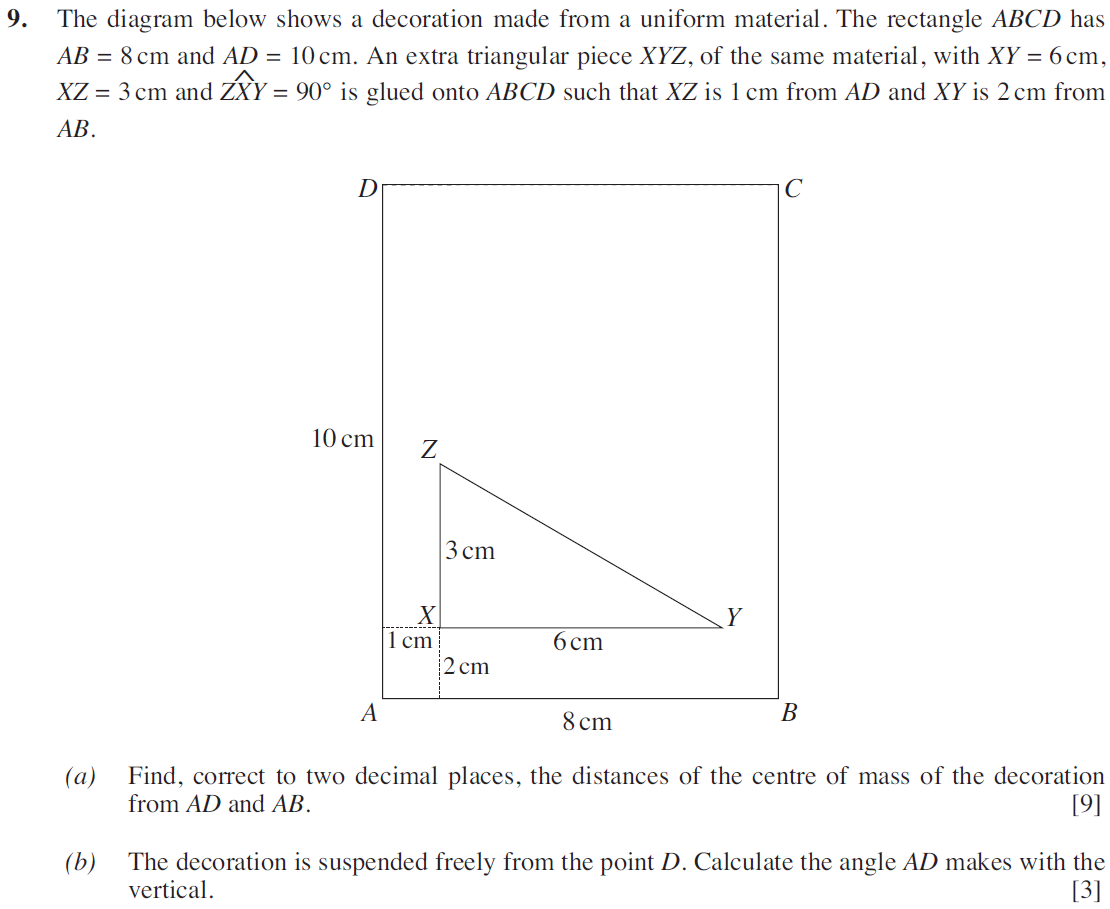 9. The diagram below shows a decoration made from a uniform material. The rectangle ABCD has
AB = 8 cm and AD = 10 cm. An extra triangular piece XYZ, of the same material, with XY = 6 cm,
XZ = 3 cm and ZX̂Y = 90° is glued onto ABCD such that XZ is 1 cm from AD and XY is 2 cm from
AB.
D
C
10 cm
Z
3 cm
X
Y
1 cm
6 cm
2 cm
A
B
8 cm
(a) Find, correct to two decimal places, the distances of the centre of mass of the decoration
from AD and AB. [9]
(b) The decoration is suspended freely from the point D. Calculate the angle AD makes with the
vertical. [3]